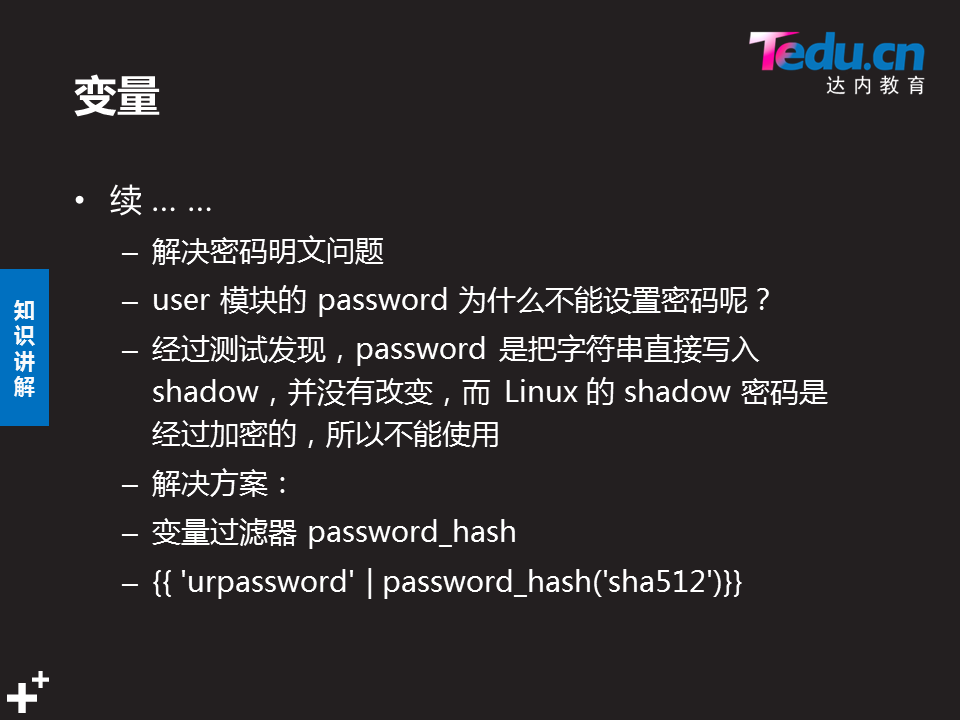 Tedu.cn
达内教育
变量
• 续 … …
– 解决密码明文问题
– user 模块的 password 为什么不能设置密码呢？
– 经过测试发现，password 是把字符串直接写入
shadow，并没有改变，而 Linux 的 shadow 密码是
经过加密的，所以不能使用
– 解决方案：
– 变量过滤器 password_hash
– {{ 'urpassword' | password_hash('sha512')}}
知
识
讲
解